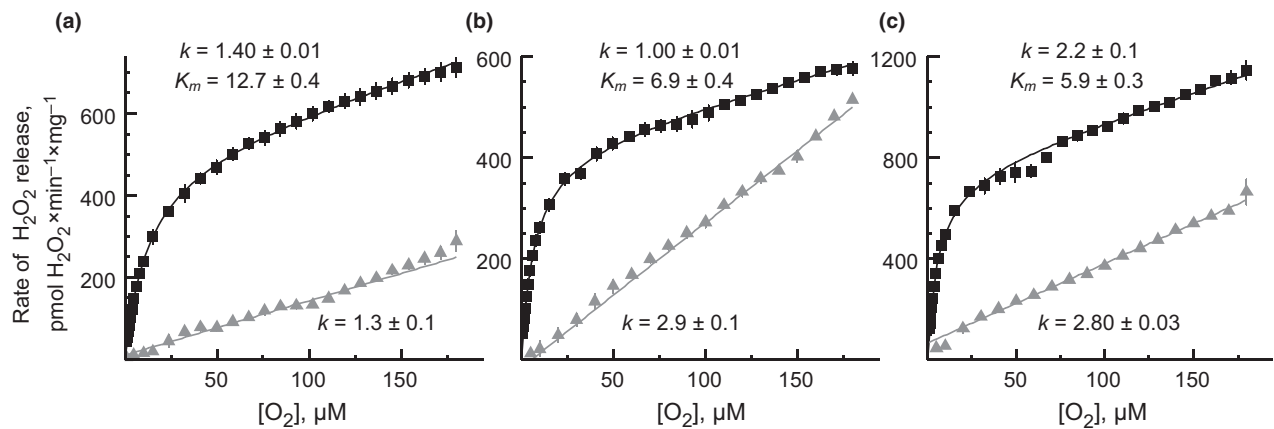 (a)
k = 1.40 ± 0.01
Kₘ = 12.7 ± 0.4
Rate of H₂O₂ release,
pmol H₂O₂×min⁻¹×mg⁻¹
600
400
200
k = 1.3 ± 0.1
50 100 150
[O₂], µM
(b)
k = 1.00 ± 0.01
Kₘ = 6.9 ± 0.4
600
400
200
k = 2.9 ± 0.1
50 100 150
[O₂], µM
(c)
k = 2.2 ± 0.1
Kₘ = 5.9 ± 0.3
1200
800
400
k = 2.80 ± 0.03
50 100 150
[O₂], µM